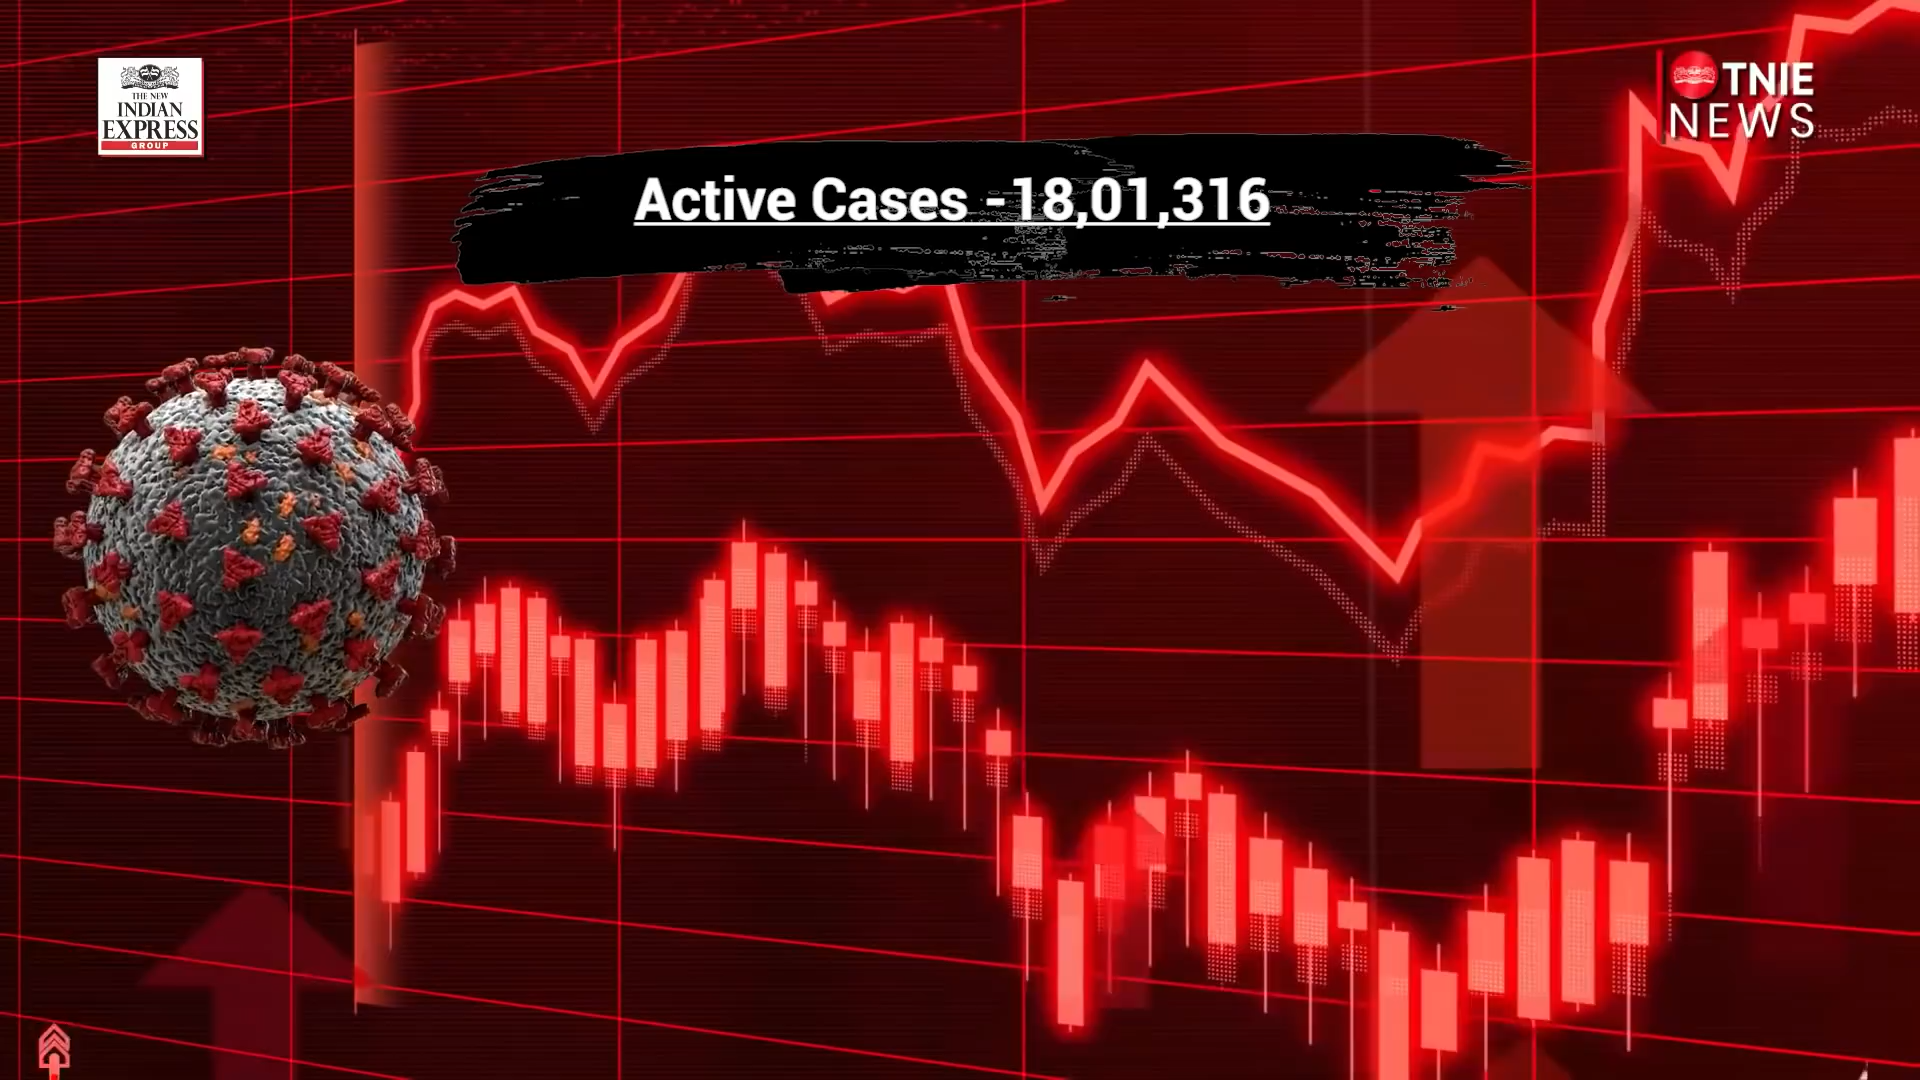 THE NEW
INDIAN
EXPRESS
GROUP
TNIE
NEWS
Active Cases -18,01,316